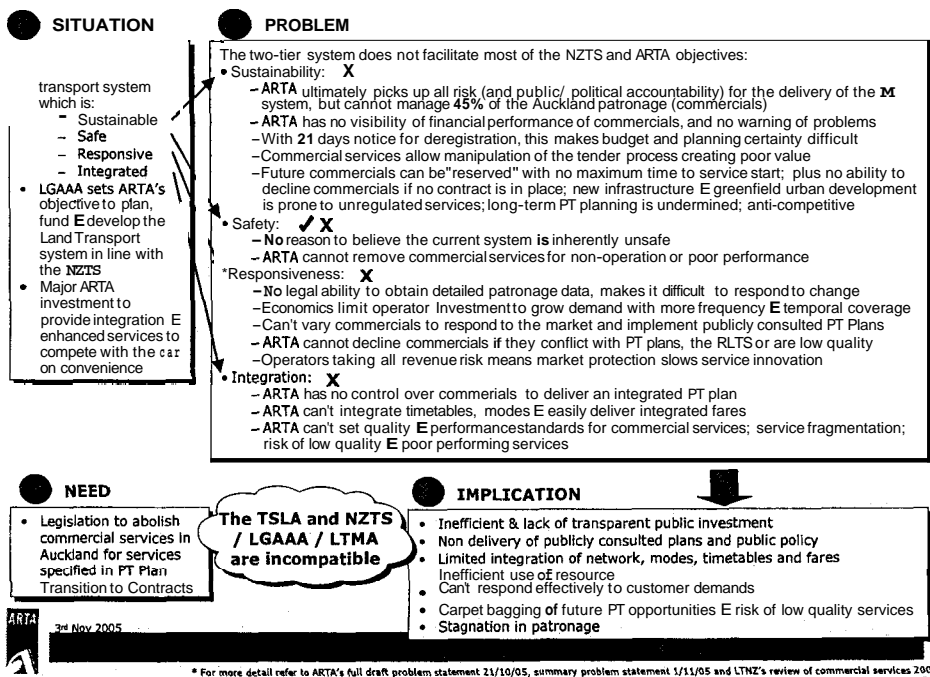 SITUATION
transport system
which is:
- Sustainable
- Safe
- Responsive
- Integrated
• LGAAA sets ARTA's
objective to plan,
fund E develop the
Land Transport
system in line with
the NZTS
• Major ARTA
investment to
provide integration E
enhanced services to
compete with the car
on convenience
PROBLEM
The two-tier system does not facilitate most of the NZTS and ARTA objectives:
• Sustainability: X
– ARTA ultimately picks up all risk (and public/ political accountability) for the delivery of the M
system, but cannot manage 45% of the Auckland patronage (commercials)
– ARTA has no visibility of financial performance of commercials, and no warning of problems
– With 21 days notice for deregistration, this makes budget and planning certainty difficult
– Commercial services allow manipulation of the tender process creating poor value
– Future commercials can be "reserved" with no maximum time to service start; plus no ability to
decline commercials if no contract is in place; new infrastructure E greenfield urban development
is prone to unregulated services; long-term PT planning is undermined; anti-competitive
• Safety: ✓ X
– No reason to believe the current system is inherently unsafe
– ARTA cannot remove commercial services for non-operation or poor performance
*Responsiveness: X
– No legal ability to obtain detailed patronage data, makes it difficult to respond to change
– Economics limit operator Investment to grow demand with more frequency E temporal coverage
– Can't vary commercials to respond to the market and implement publicly consulted PT Plans
– ARTA cannot decline commercials if they conflict with PT plans, the RLTS or are low quality
– Operators taking all revenue risk means market protection slows service innovation
• Integration: X
– ARTA has no control over commerials to deliver an integrated PT plan
– ARTA can't integrate timetables, modes E easily deliver integrated fares
– ARTA can't set quality E performance standards for commercial services; service fragmentation;
risk of low quality E poor performing services
NEED
• Legislation to abolish
commercial services in
Auckland for services
specified in PT Plan
Transition to Contracts
The TSLA and NZTS
/ LGAAA / LTMA
are incompatible
IMPLICATION
• Inefficient & lack of transparent public investment
• Non delivery of publicly consulted plans and public policy
• Limited integration of network, modes, timetables and fares
Inefficient use of resource
• Can't respond effectively to customer demands
• Carpet bagging of future PT opportunities E risk of low quality services
• Stagnation in patronage
ARTA
3rd Nov 2005
* For more detail refer to ARTA's full draft problem statement 21/10/05, summary problem statement 1/11/05 and LTNZ's review of commercial services 200